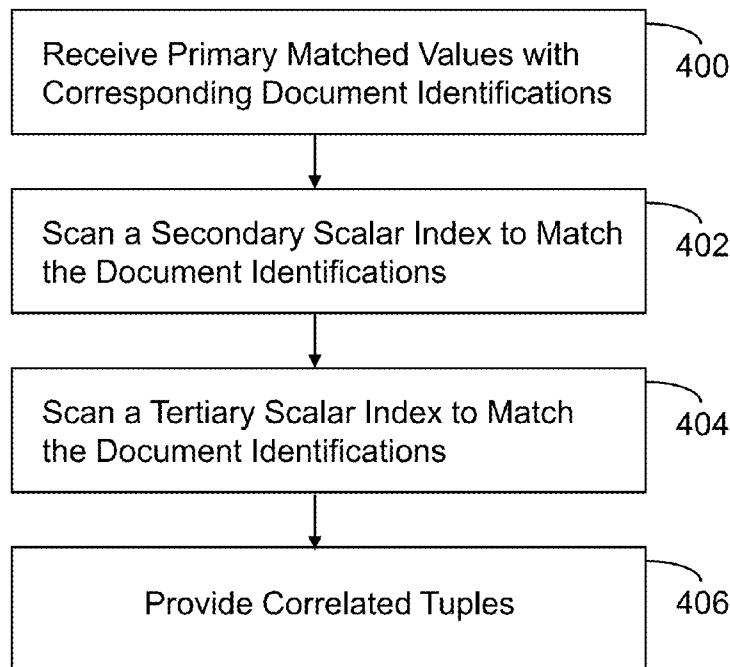 Receive Primary Matched Values with
Corresponding Document Identifications
400
Scan a Secondary Scalar Index to Match
the Document Identifications
402
Scan a Tertiary Scalar Index to Match
the Document Identifications
404
Provide Correlated Tuples
406